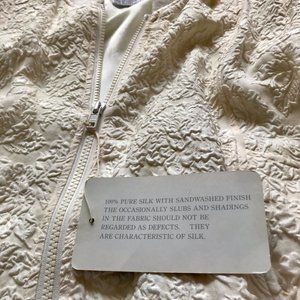 100% PURE SILK WITH SANDWASHED FINISH
THE OCCASIONALLY SLUBS AND SHADINGS
IN THE FABRIC SHOULD NOT BE
REGARDED AS DEFECTS. THEY
ARE CHARACTERISTIC OF SILK.